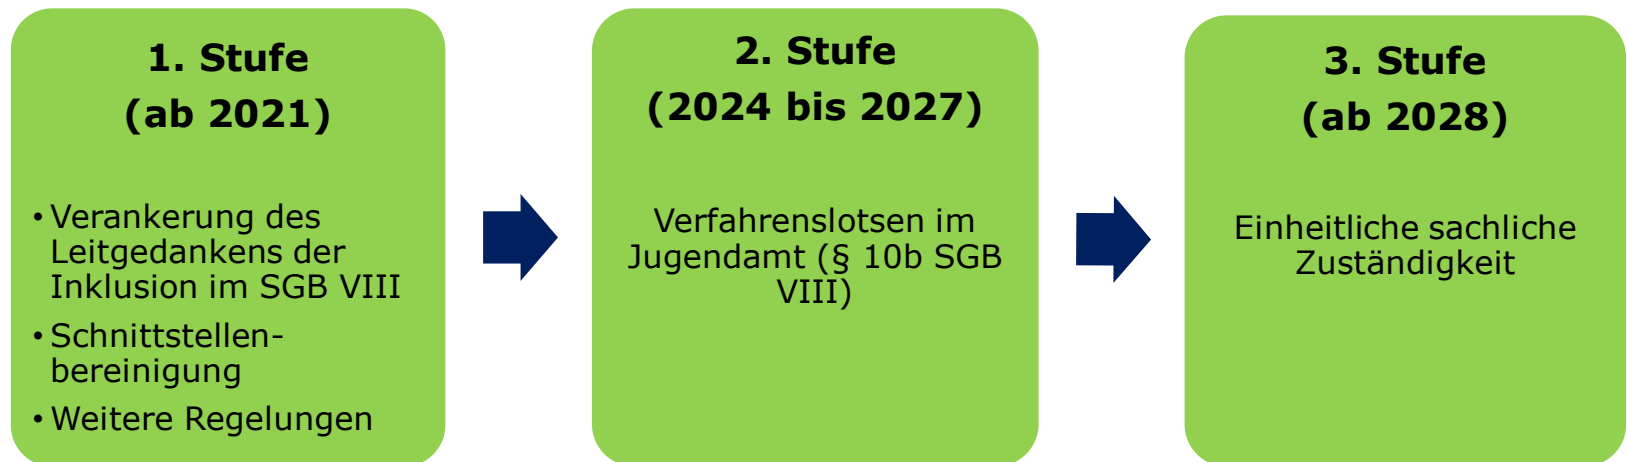 1. Stufe
(ab 2021)
• Verankerung des
Leitgedankens der
Inklusion im SGB VIII
• Schnittstellen-
bereinigung
• Weitere Regelungen
2. Stufe
(2024 bis 2027)
Verfahrenslotsen im
Jugendamt (§ 10b SGB
VIII)
3. Stufe
(ab 2028)
Einheitliche sachliche
Zuständigkeit